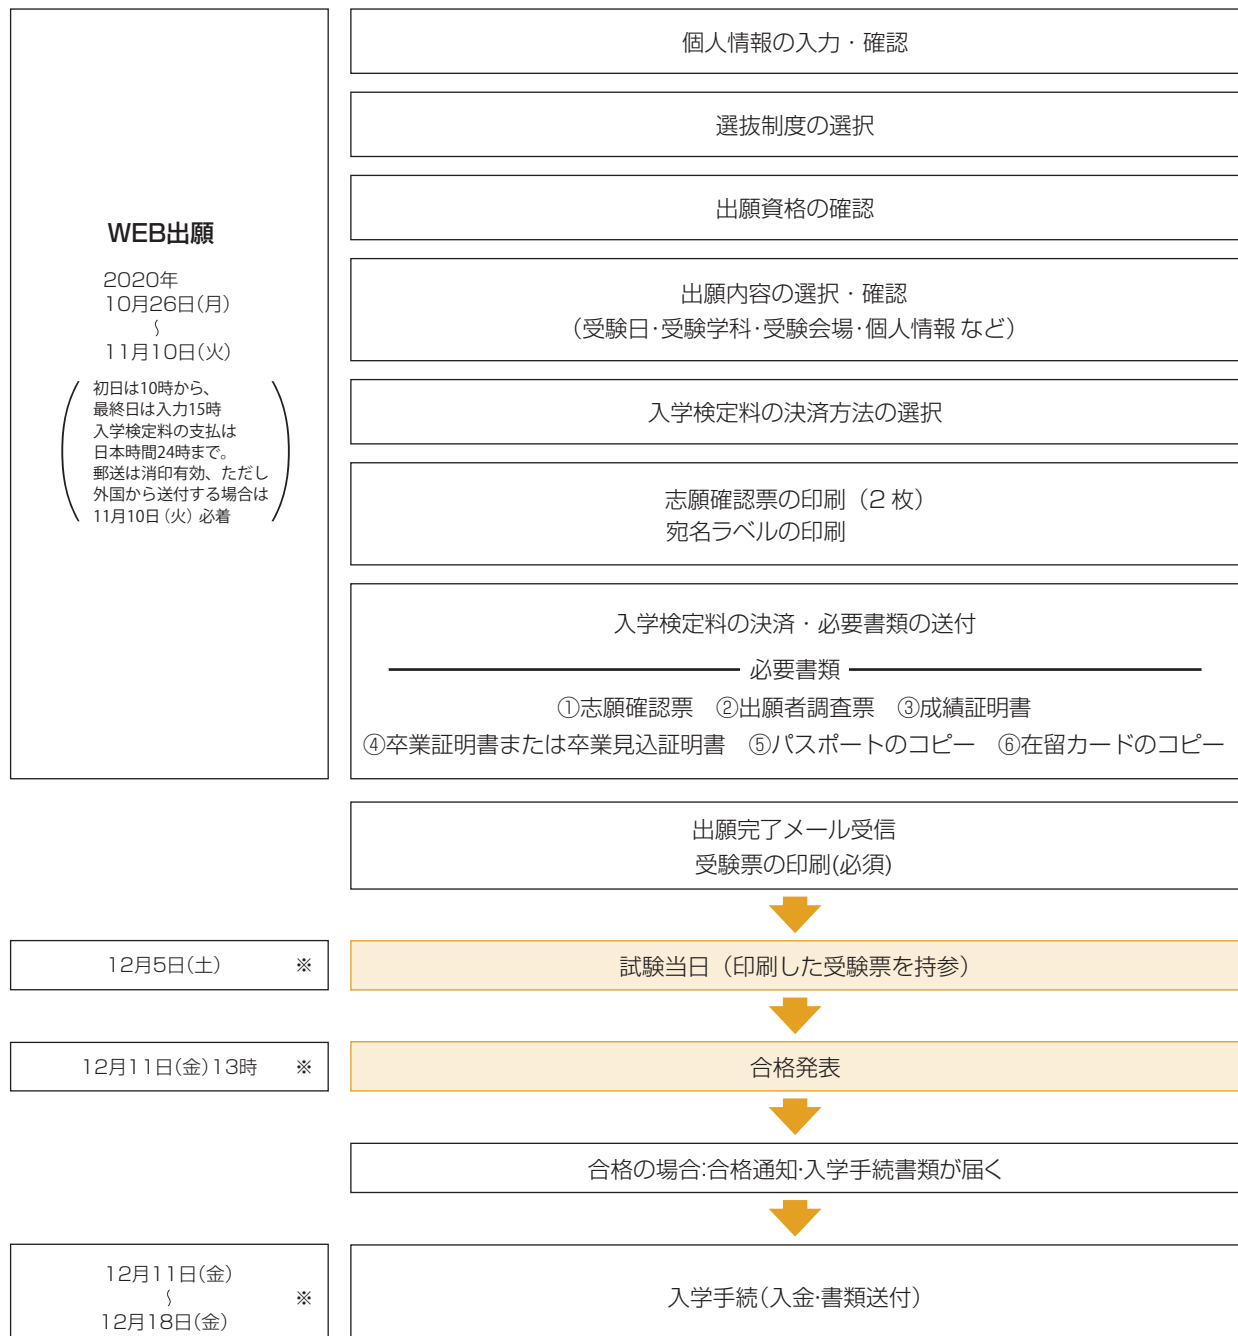 WEB出願
2020年
10月26日(月)
〜
11月10日(火)
初日は10時から、
最終日は入力15時
入学検定料の支払は
日本時間24時まで。
郵送は消印有効、ただし
外国から送付する場合は
11月10日(火)必着
個人情報の入力・確認
選抜制度の選択
出願資格の確認
出願内容の選択・確認
(受験日・受験学科・受験会場・個人情報 など)
入学検定料の決済方法の選択
志願確認票の印刷(2 枚)
宛名ラベルの印刷
入学検定料の決済・必要書類の送付
必要書類
①志願確認票 ②出願者調査票 ③成績証明書
④卒業証明書または卒業見込証明書 ⑤パスポートのコピー ⑥在留カードのコピー
出願完了メール受信
受験票の印刷(必須)
12月5日(土) ※
試験当日(印刷した受験票を持参)
12月11日(金)13時 ※
合格発表
合格の場合:合格通知・入学手続書類が届く
12月11日(金)
〜 ※
12月18日(金)
入学手続(入金・書類送付)